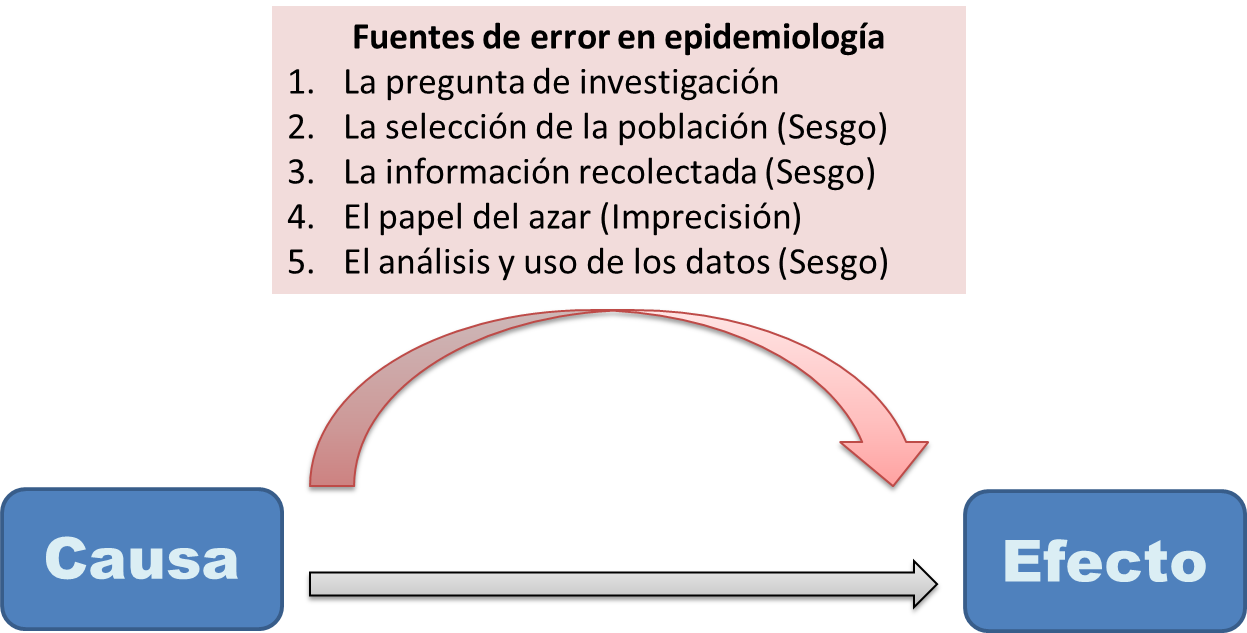 Fuentes de error en epidemiología
1. La pregunta de investigación
2. La selección de la población (Sesgo)
3. La información recolectada (Sesgo)
4. El papel del azar (Imprecisión)
5. El análisis y uso de los datos (Sesgo)
Causa
Efecto